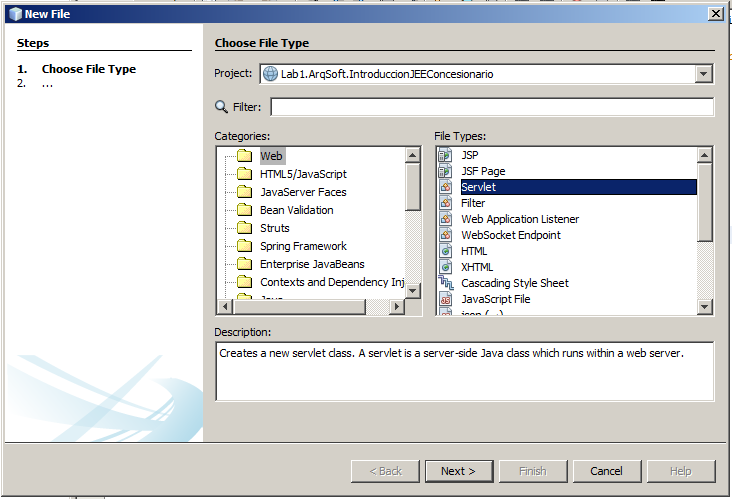 New File
Steps
1. Choose File Type
2. ...
Choose File Type
Project: Lab1.ArqSoft.IntroduccionJEEConcesionario
Filter:
Categories:
Web
HTML5/JavaScript
JavaServer Faces
Bean Validation
Struts
Spring Framework
Enterprise JavaBeans
Contexts and Dependency Inj
Java
File Types:
JSP
JSF Page
Servlet
Filter
Web Application Listener
WebSocket Endpoint
HTML
XHTML
Cascading Style Sheet
JavaScript File
Description:
Creates a new servlet class. A servlet is a server-side Java class which runs within a web server.
< Back
Next >
Finish
Cancel
Help